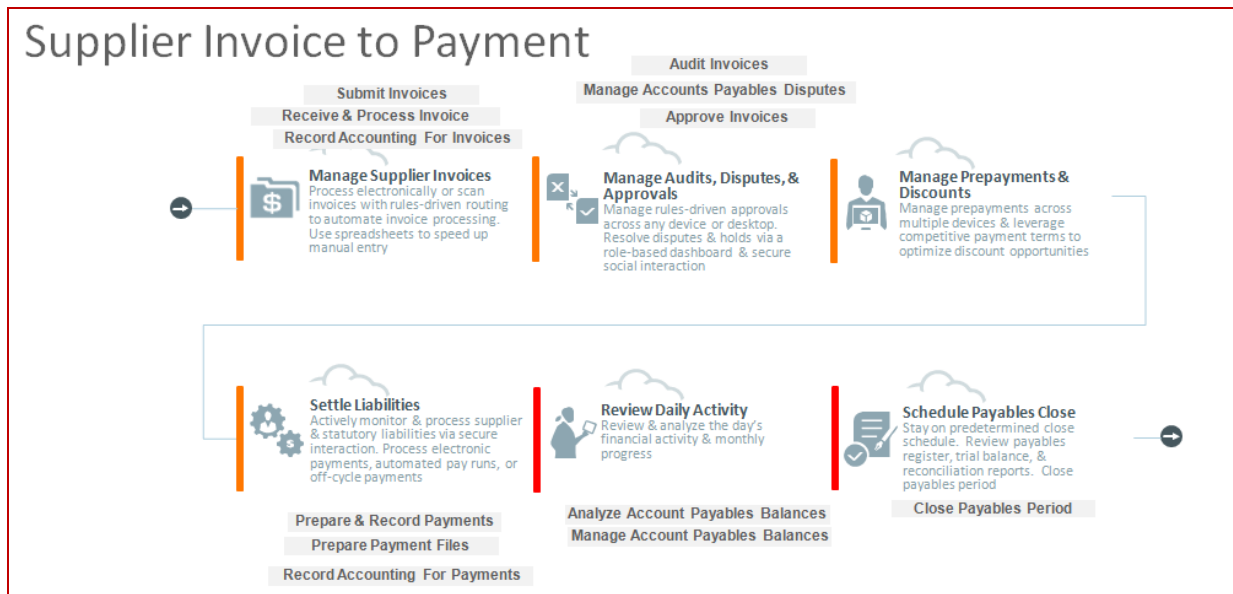 Supplier Invoice to Payment
Audit Invoices
Submit Invoices
Manage Accounts Payables Disputes
Receive & Process Invoice
Approve Invoices
Record Accounting For Invoices
Manage Supplier Invoices
Process electronically or scan
invoices with rules-driven routing
to automate invoice processing.
Use spreadsheets to speed up
manual entry
$
Manage Audits, Disputes, &
Approvals
Manage rules-driven approvals
across any device or desktop.
Resolve disputes & holds via a
role-based dashboard & secure
social interaction
Manage Prepayments &
Discounts
Manage prepayments across
multiple devices & leverage
competitive payment terms to
optimize discount opportunities
Settle Liabilities
Actively monitor & process supplier
& statutory liabilities via secure
interaction. Process electronic
payments, automated pay runs, or
off-cycle payments
$
Review Daily Activity
Review & analyze the day's
financial activity & monthly
progress
Schedule Payables Close
Stay on predetermined close
schedule. Review payables
register, trial balance, &
reconciliation reports. Close
payables period
Prepare & Record Payments
Prepare Payment Files
Record Accounting For Payments
Analyze Account Payables Balances
Manage Account Payables Balances
Close Payables Period